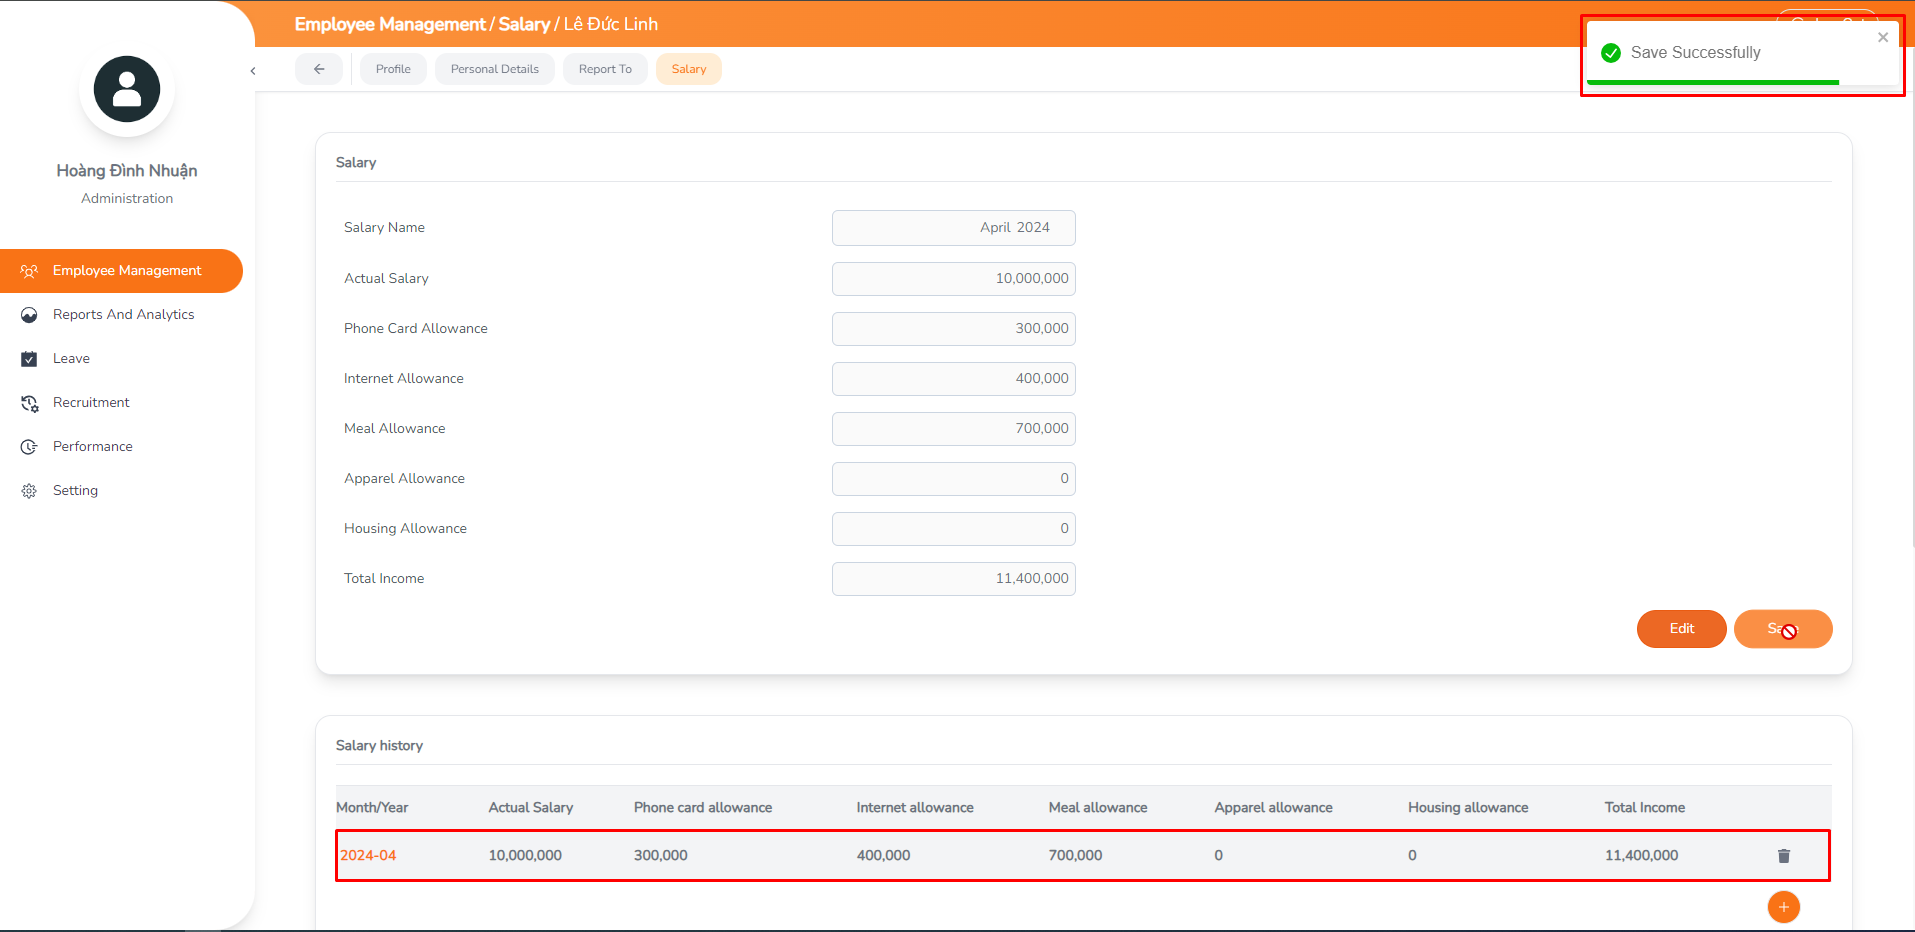 Employee Management / Salary / Lê Đức Linh
Save Successfully
Profile
Personal Details
Report To
Salary
Hoàng Đình Nhuận
Administration
Employee Management
Reports And Analytics
Leave
Recruitment
Performance
Setting
Salary
Salary Name
April 2024
Actual Salary
10,000,000
Phone Card Allowance
300,000
Internet Allowance
400,000
Meal Allowance
700,000
Apparel Allowance
0
Housing Allowance
0
Total Income
11,400,000
Edit
Save
Salary history
Month/Year Actual Salary Phone card allowance Internet allowance Meal allowance Apparel allowance Housing allowance Total Income
2024-04 10,000,000 300,000 400,000 700,000 0 0 11,400,000